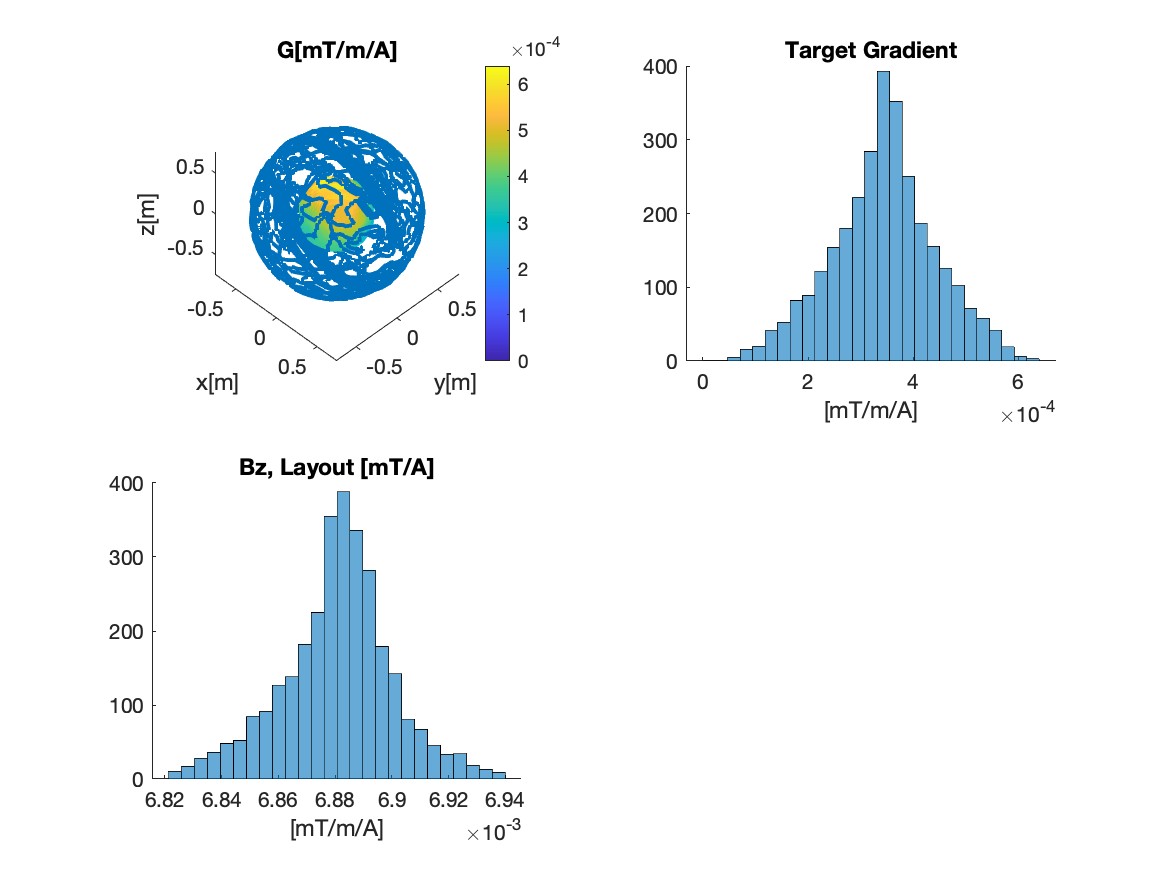 G[mT/m/A]
×10-4
6
5
4
3
2
1
0
0.5
0
-0.5
z[m]
-0.5
0
0.5
x[m]
0.5
0
-0.5
y[m]
Target Gradient
400
300
200
100
0
0 2 4 6
[mT/m/A]
×10-4
Bz, Layout [mT/A]
400
300
200
100
0
6.82 6.84 6.86 6.88 6.9 6.92 6.94
[mT/m/A]
×10-3